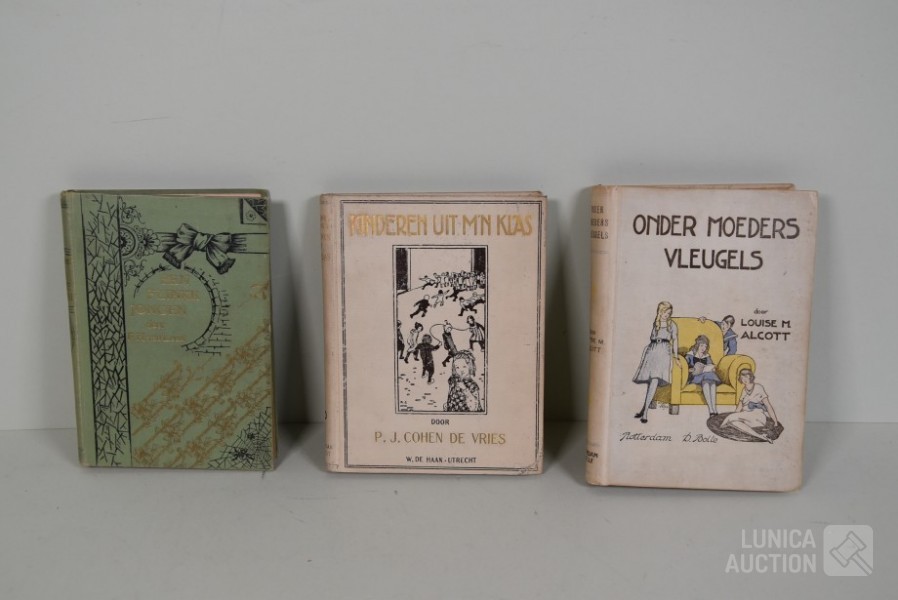 KINDEREN UIT M'N KLAS
DOOR
P. J. COHEN DE VRIES
W. DE HAAN · UTRECHT
ONDER MOEDERS
VLEUGELS
door
LOUISE M.
ALCOTT
Rotterdam D. Bolle
LUNICA
AUCTION